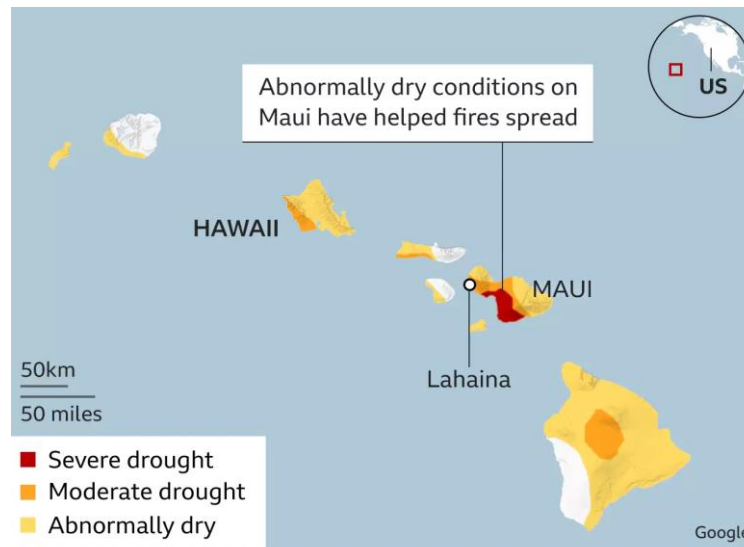 US
Abnormally dry conditions on
Maui have helped fires spread
HAWAII
MAUI
Lahaina
50km
50 miles
Severe drought
Moderate drought
Abnormally dry
Google